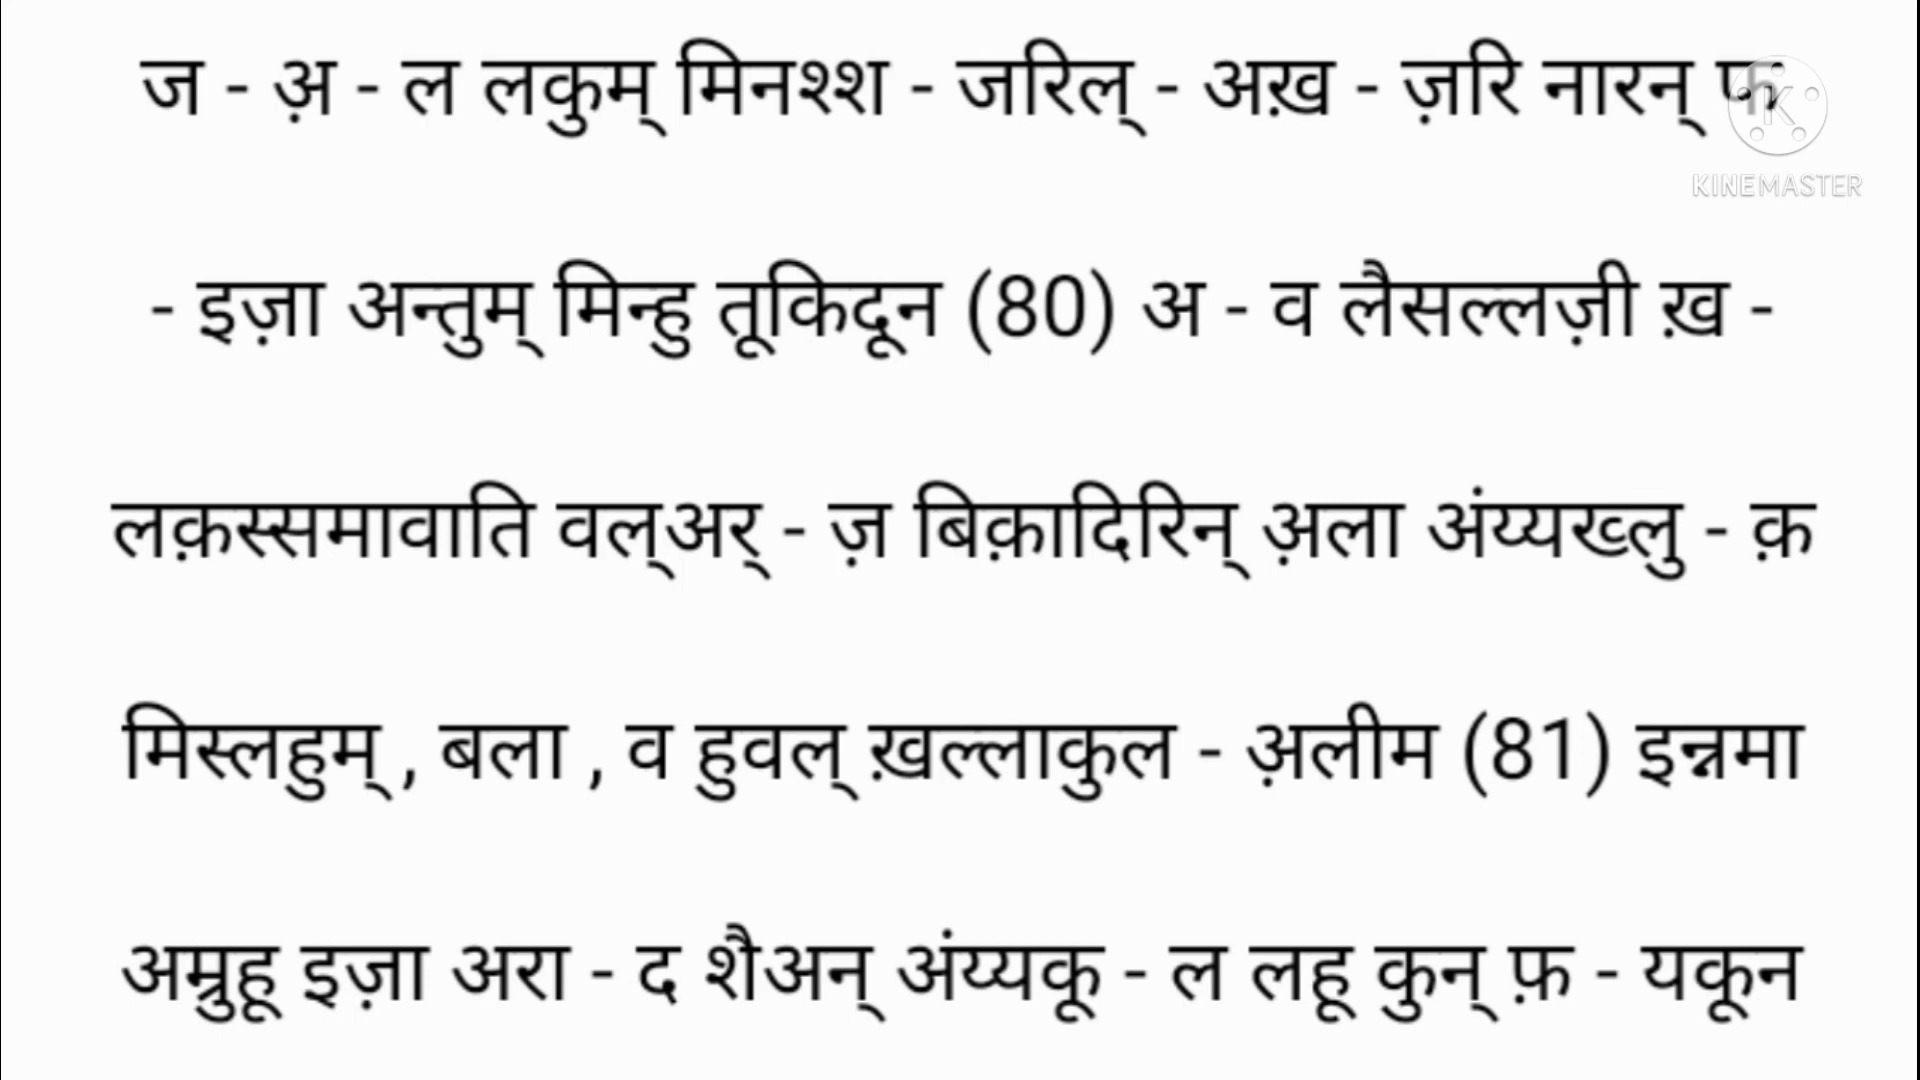 ज - अ़ - ल लकुम् मिनश्श - जरिल् - अख़ - ज़रि नारन् फ
KINEMASTER
- इज़ा अन्तुम् मिन्हु तूकिदून (80) अ - व लैसल्लज़ी ख़ -
लक़स्समावाति वल्अर् - ज़ बिक़ादिरिन् अ़ला अंय्यख्लु - क़
मिस्लहुम् , बला , व हुवल् ख़ल्लाकुल - अ़लीम (81) इन्नमा
अम्रुहू इज़ा अरा - द शैअन् अंय्यकू - ल लहू कुन् फ़ - यकून